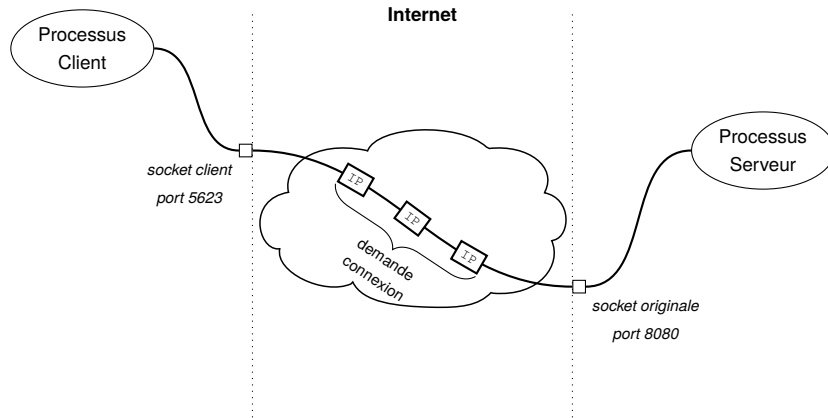 Internet
Processus
Client
Processus
Serveur
socket client
port 5623
IP
IP
IP
demande
connexion
socket originale
port 8080